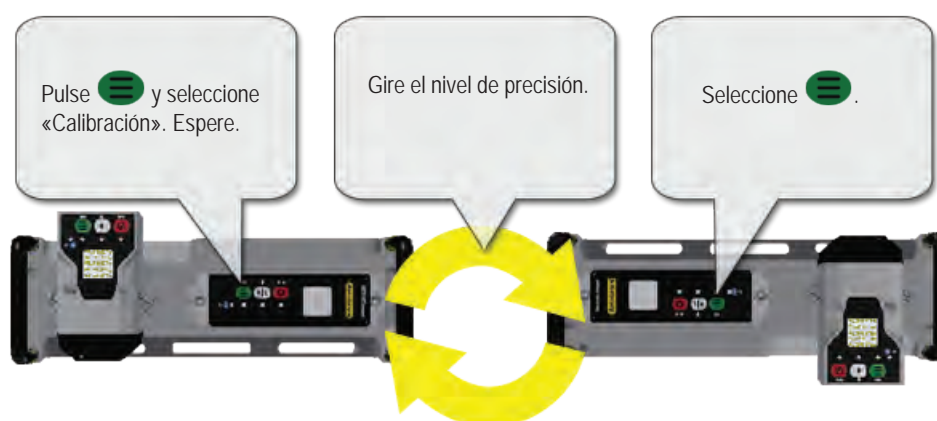 Pulse y seleccione
«Calibración». Espere.
Gire el nivel de precisión.
Seleccione .